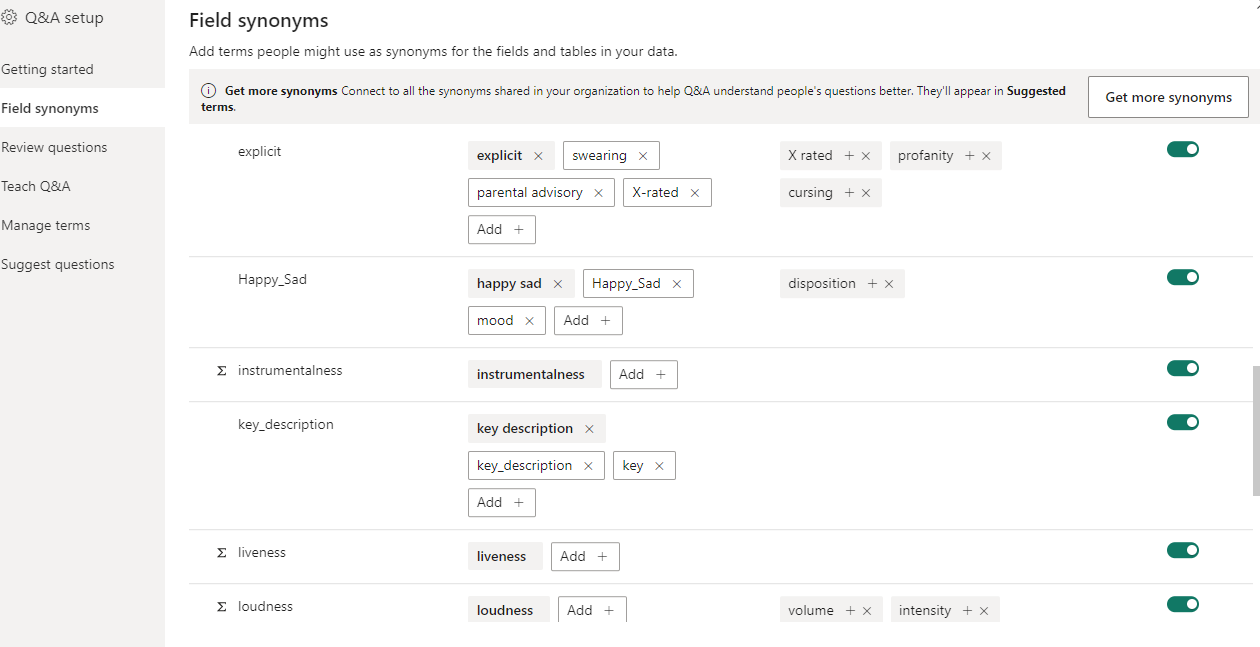 Q&A setup
Getting started
Field synonyms
Review questions
Teach Q&A
Manage terms
Suggest questions
Field synonyms
Add terms people might use as synonyms for the fields and tables in your data.
Get more synonyms Connect to all the synonyms shared in your organization to help Q&A understand people's questions better. They'll appear in Suggested
terms.
Get more synonyms
explicit
explicit × swearing ×
parental advisory × X-rated ×
Add +
X rated + × profanity + ×
cursing + ×
Happy_Sad
happy sad × Happy_Sad ×
mood × Add +
disposition + ×
Σ instrumentalness
instrumentalness Add +
key_description
key description ×
key_description × key ×
Add +
Σ liveness
liveness Add +
Σ loudness
loudness Add +
volume + × intensity + ×